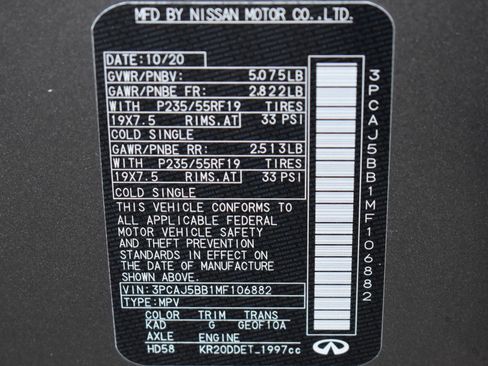 MFD BY NISSAN MOTOR CO.,LTD.
DATE: 10/20
GVWR/PNBV: 5,075LB
GAWR/PNBE FR: 2,822LB
WITH P235/55RF19 TIRES
19X7.5 RIMS.AT 33 PSI
COLD SINGLE
GAWR/PNBE RR: 2,513LB
WITH P235/55RF19 TIRES
19X7.5 RIMS.AT 33 PSI
COLD SINGLE
THIS VEHICLE CONFORMS TO
ALL APPLICABLE FEDERAL
MOTOR VEHICLE SAFETY
AND THEFT PREVENTION
STANDARDS IN EFFECT ON
THE DATE OF MANUFACTURE
SHOWN ABOVE.
VIN: 3PCAJ5BB1MF106882
TYPE: MPV
COLOR TRIM TRANS
KAD G GEOF10A
AXLE ENGINE
HD58 KR20DDET_1997cc
3PCAJ5BB1MF106882